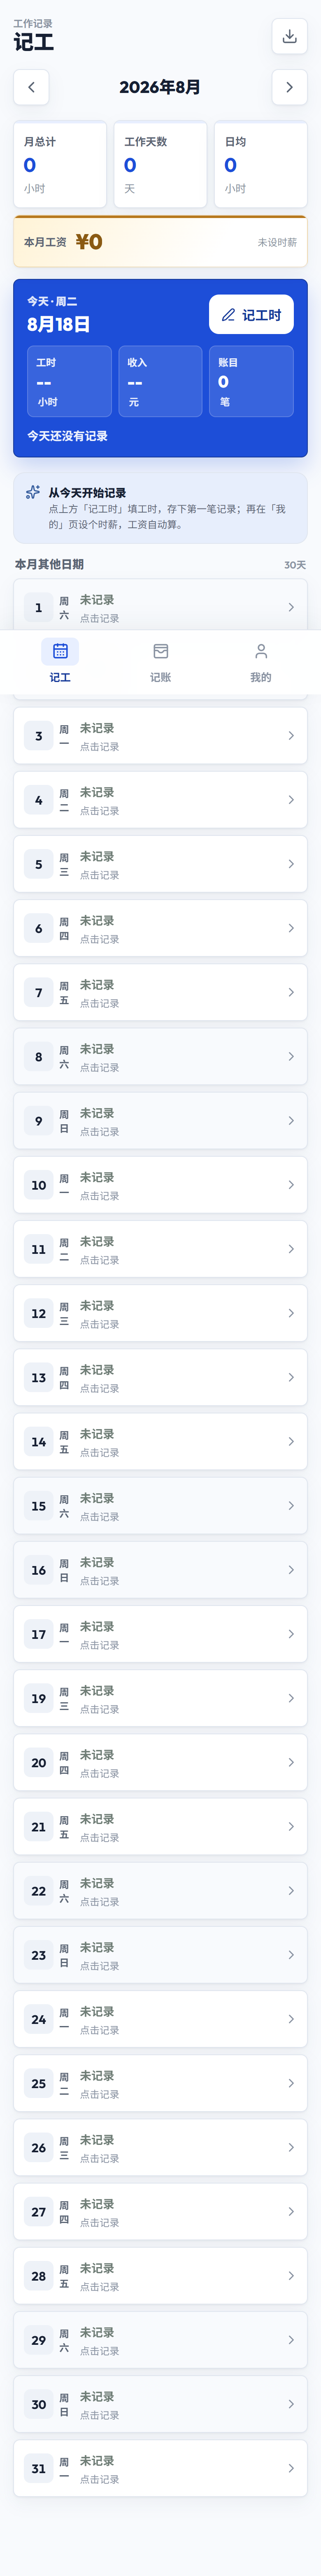 工作记录
记工
2026年8月
月总计
0
小时
工作天数
0
天
日均
0
小时
本月工资 ¥0 未设时薪
今天·周二
8月18日
记工时
工时
--
小时
收入
--
元
账目
0
笔
今天还没有记录
从今天开始记录
点上方「记工时」填工时，存下第一笔记录；再在「我
的」页设个时薪，工资自动算。
本月其他日期 30天
1 周六 未记录
点击记录
记工 记账 我的
3 周一 未记录
点击记录
4 周二 未记录
点击记录
5 周三 未记录
点击记录
6 周四 未记录
点击记录
7 周五 未记录
点击记录
8 周六 未记录
点击记录
9 周日 未记录
点击记录
10 周一 未记录
点击记录
11 周二 未记录
点击记录
12 周三 未记录
点击记录
13 周四 未记录
点击记录
14 周五 未记录
点击记录
15 周六 未记录
点击记录
16 周日 未记录
点击记录
17 周一 未记录
点击记录
19 周三 未记录
点击记录
20 周四 未记录
点击记录
21 周五 未记录
点击记录
22 周六 未记录
点击记录
23 周日 未记录
点击记录
24 周一 未记录
点击记录
25 周二 未记录
点击记录
26 周三 未记录
点击记录
27 周四 未记录
点击记录
28 周五 未记录
点击记录
29 周六 未记录
点击记录
30 周日 未记录
点击记录
31 周一 未记录
点击记录